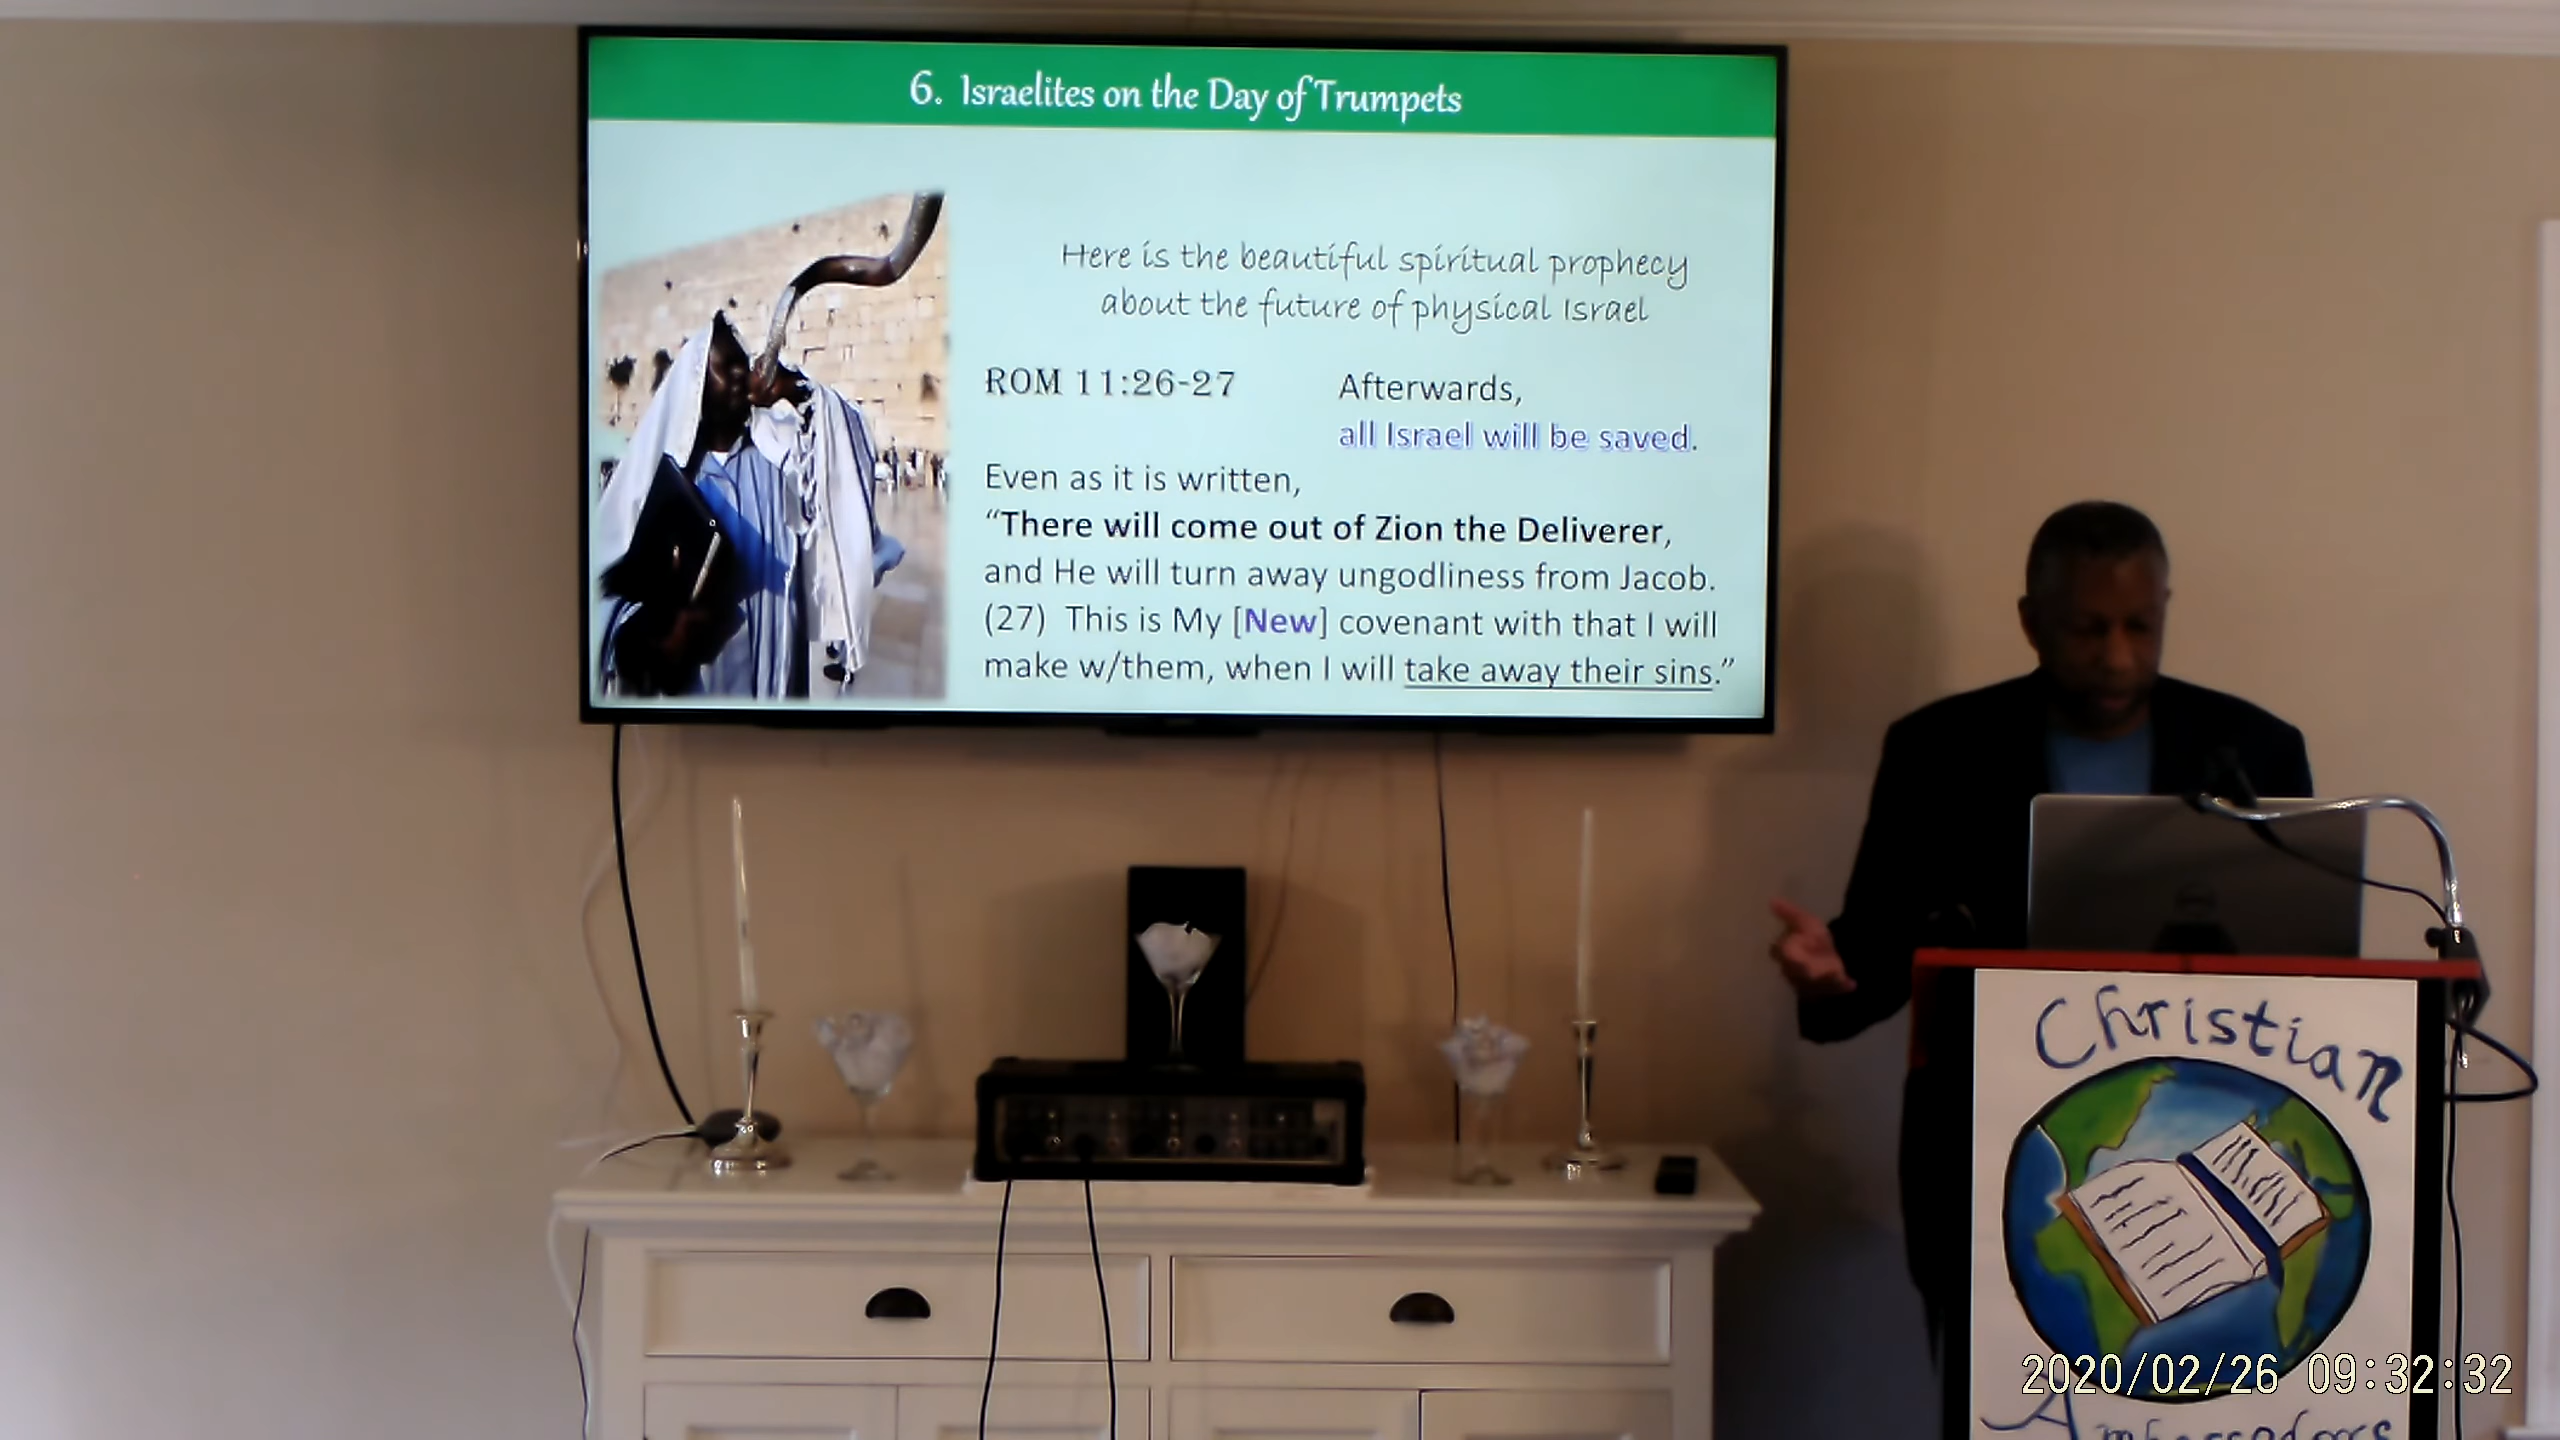 6. Israelites on the Day of Trumpets
Here is the beautiful spiritual prophecy
about the future of physical Israel
ROM 11:26-27 Afterwards,
all Israel will be saved.
Even as it is written,
“There will come out of Zion the Deliverer,
and He will turn away ungodliness from Jacob.
(27) This is My [New] covenant with that I will
make w/them, when I will take away their sins.”
Christian
Ambassadors
2020/02/26 09:32:32